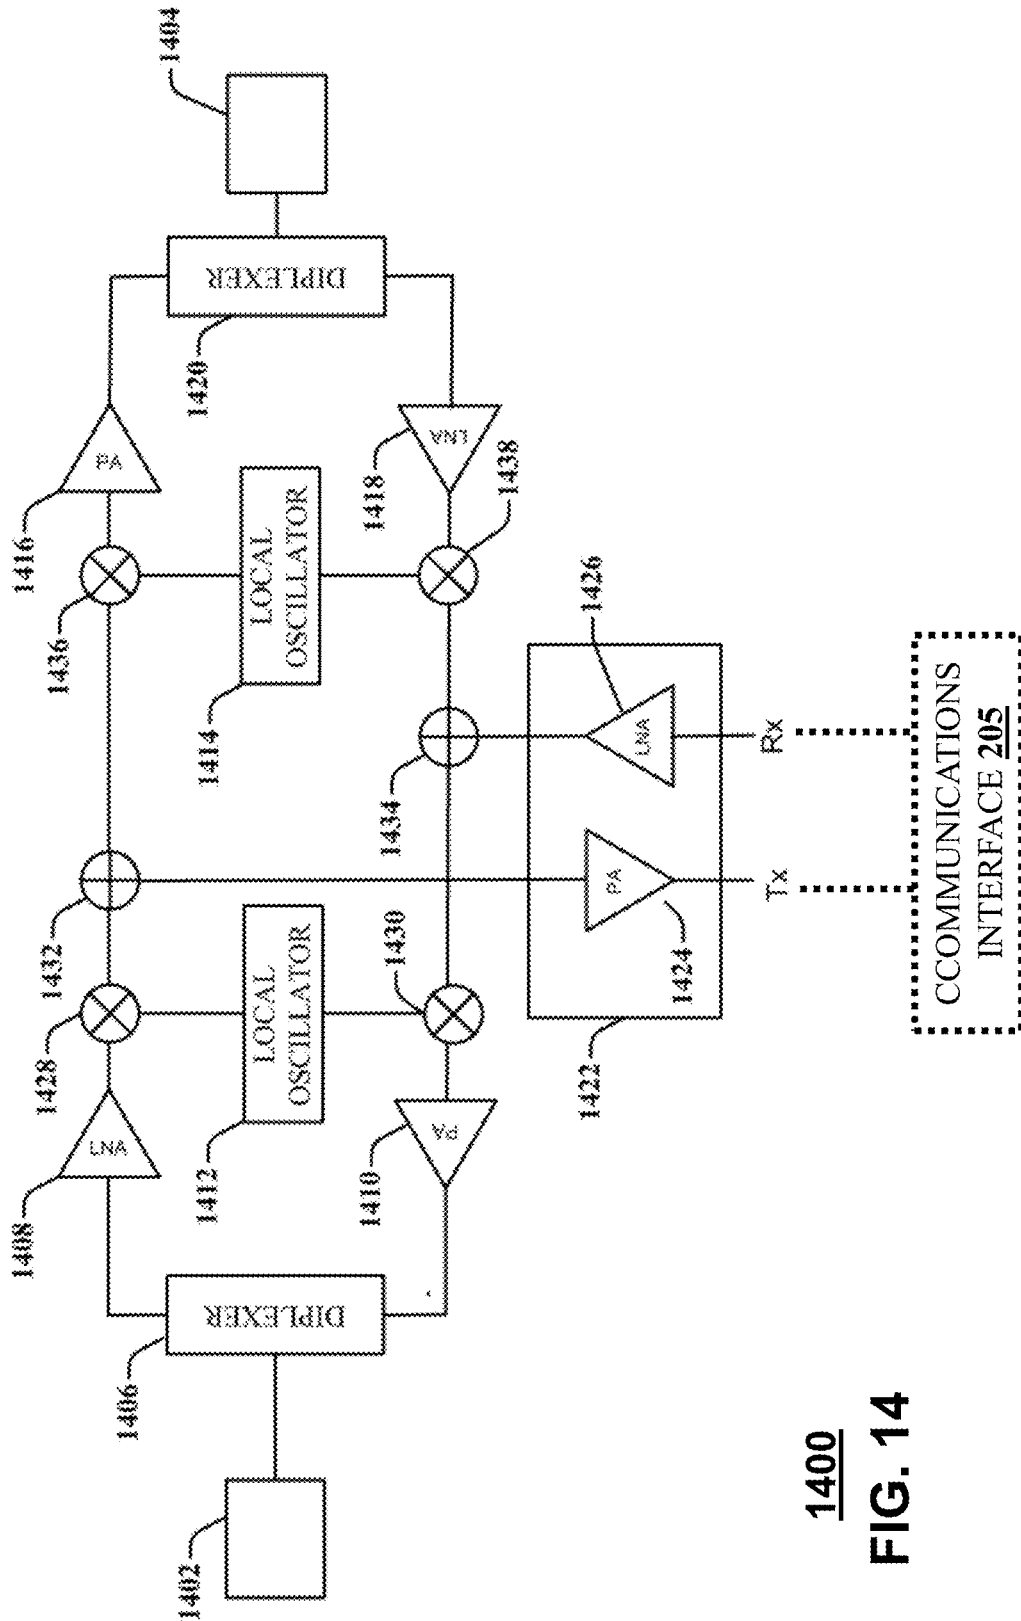 1402
1406
DIPLEXER
1408
LNA
1410
PA
1412
LOCAL
OSCILLATOR
1428
1430
1432
1422
PA
1424
Tx
1434
LNA
1426
Rx
CCOMMUNICATIONS
INTERFACE 205
1414
LOCAL
OSCILLATOR
1436
1438
1416
PA
1418
LNA
1420
DIPLEXER
1404
1400
FIG. 14